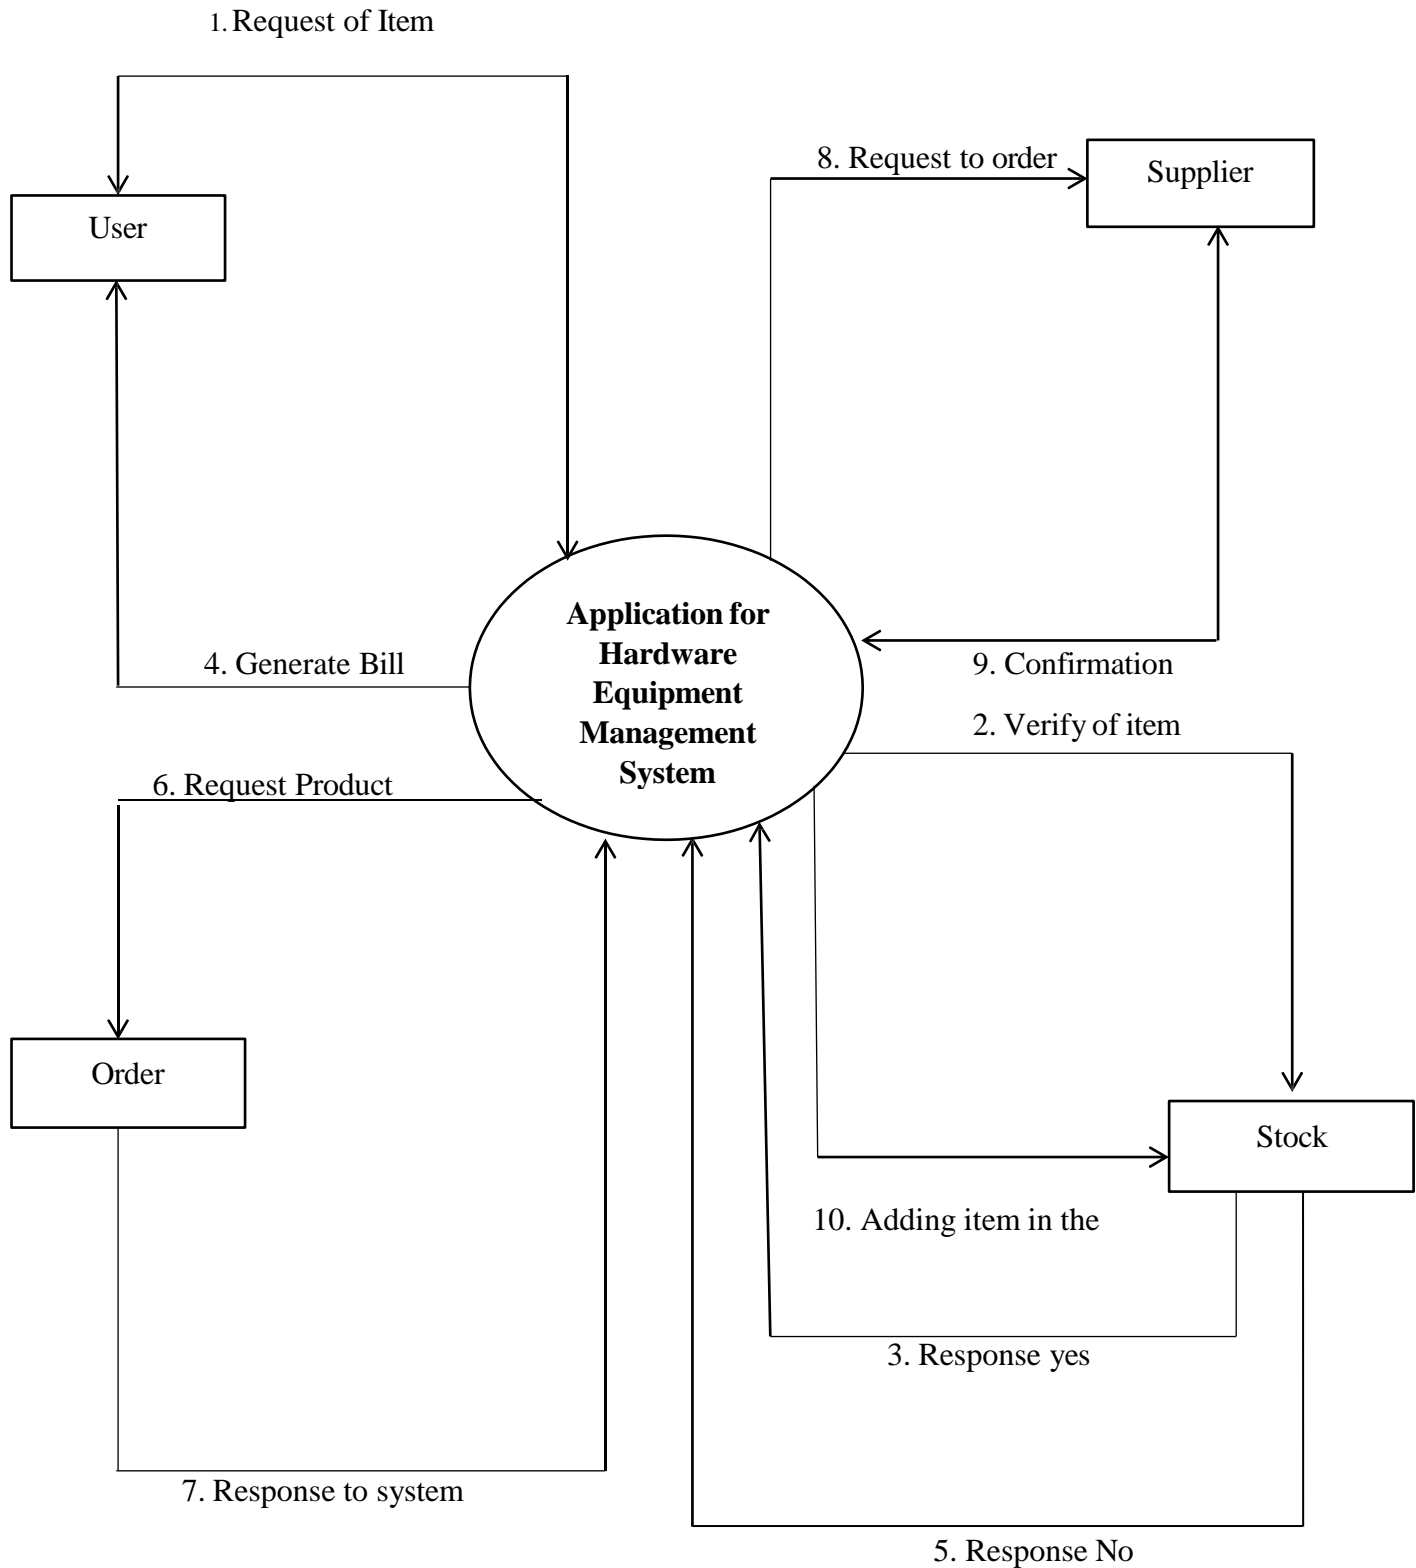 1. Request of Item
8. Request to order
Supplier
User
Application for
Hardware
Equipment
Management
System
4. Generate Bill
9. Confirmation
2. Verify of item
6. Request Product
Order
Stock
10. Adding item in the
3. Response yes
7. Response to system
5. Response No